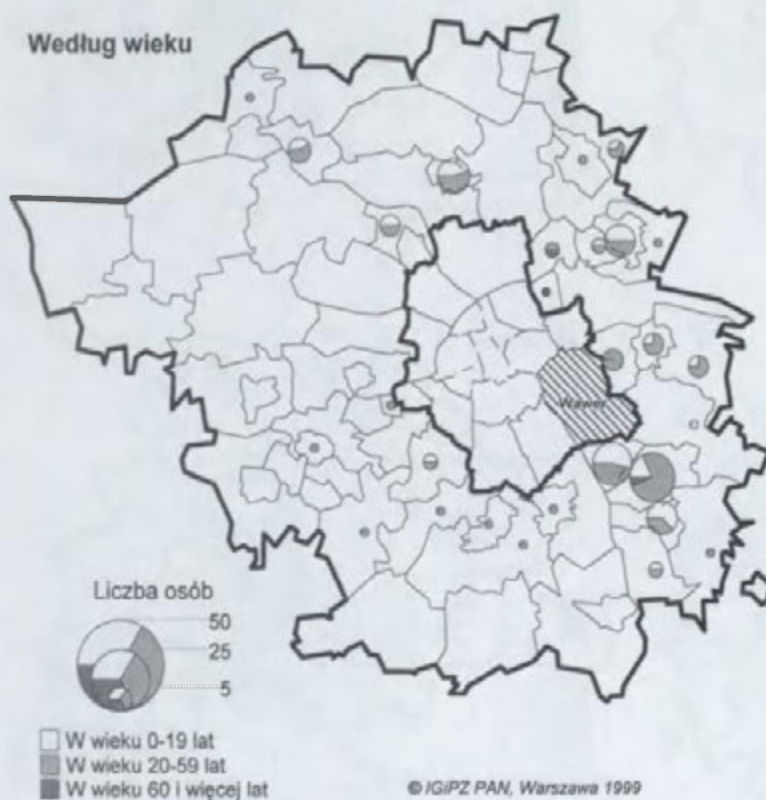 Według wieku
Wawer
Liczba osób
50
25
5
W wieku 0-19 lat
W wieku 20-59 lat
W wieku 60 i więcej lat
© IGiPZ PAN, Warszawa 1999